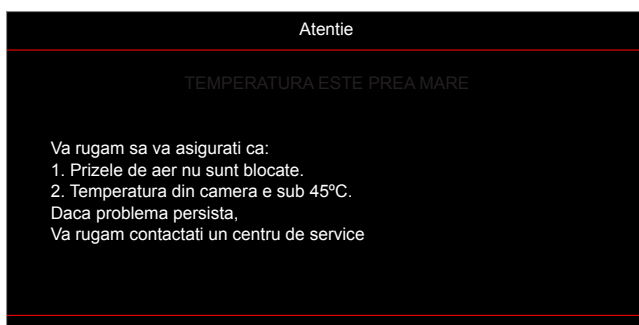 Atentie
TEMPERATURA ESTE PREA MARE
Va rugam sa va asigurati ca:
1. Prizele de aer nu sunt blocate.
2. Temperatura din camera e sub 45ºC.
Daca problema persista,
Va rugam contactati un centru de service